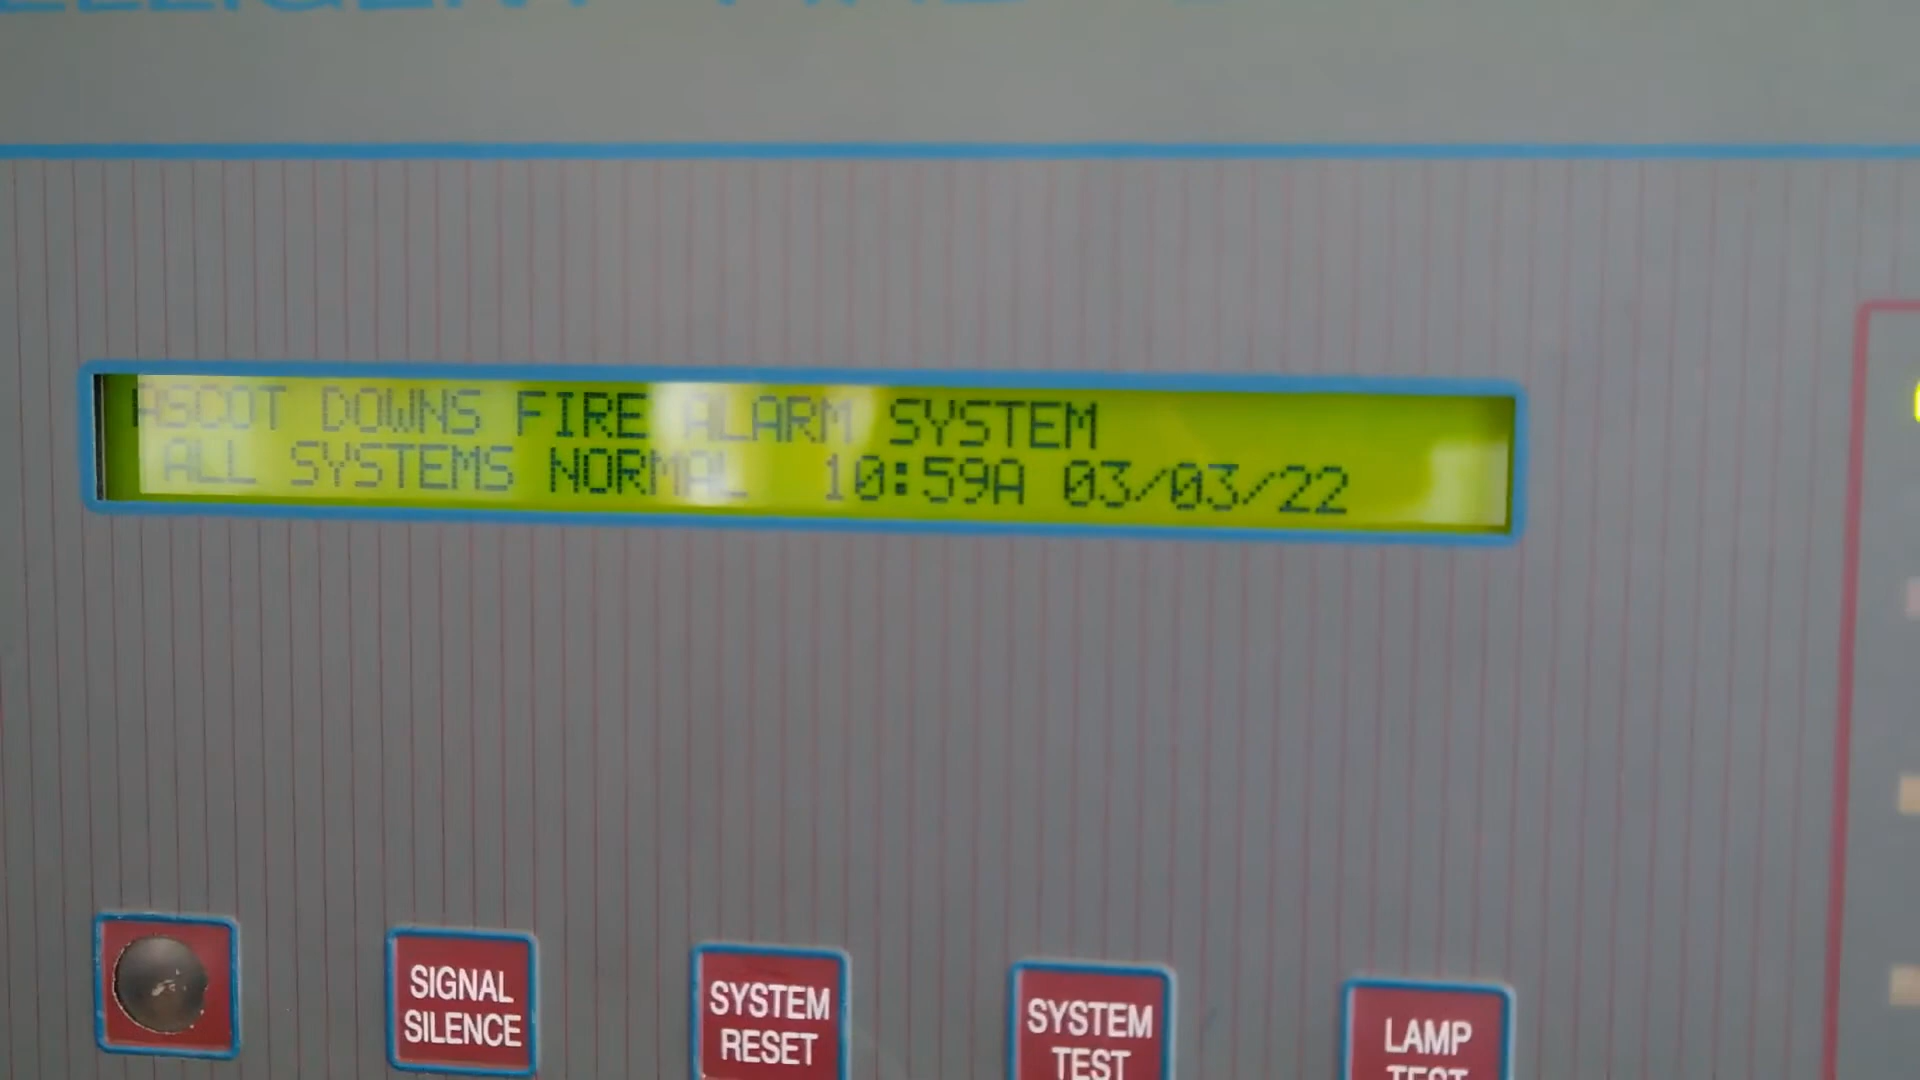 ASCOT DOWNS FIRE ALARM SYSTEM
ALL SYSTEMS NORMAL 10:59A 03/03/22
SIGNAL
SILENCE
SYSTEM
RESET
SYSTEM
TEST
LAMP
TEST